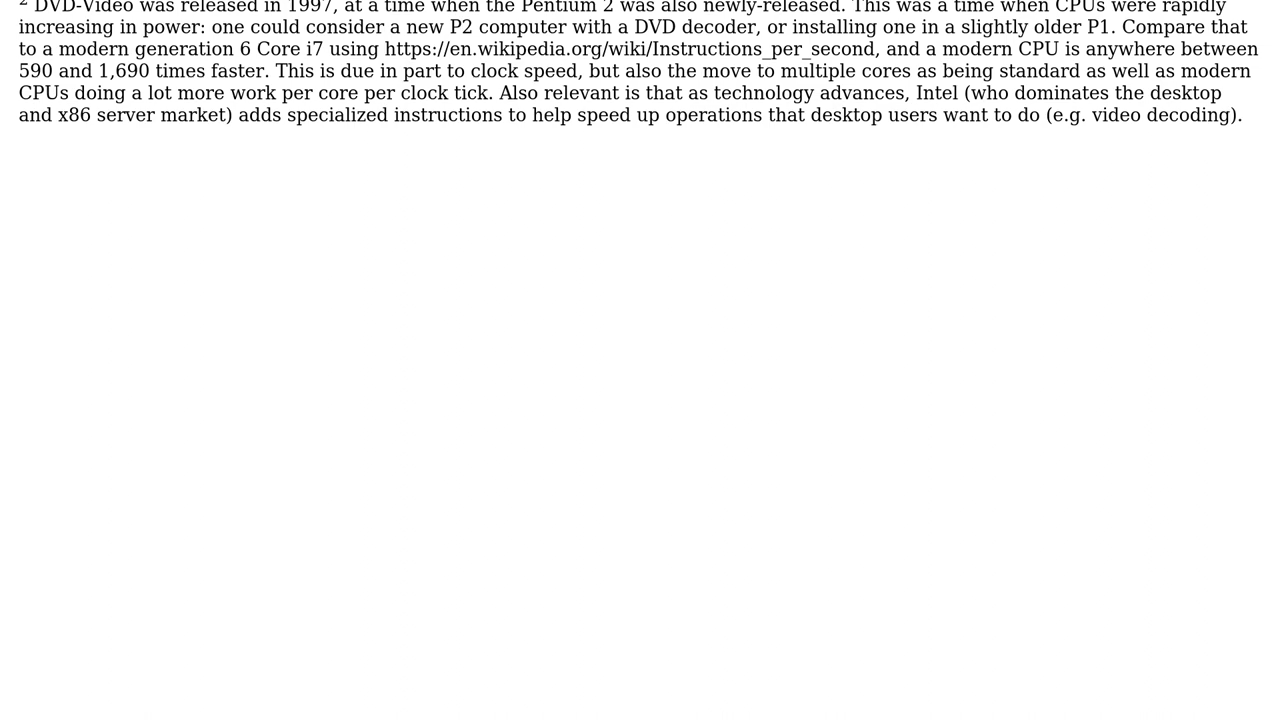 2 DVD-Video was released in 1997, at a time when the Pentium 2 was also newly-released. This was a time when CPUs were rapidly
increasing in power: one could consider a new P2 computer with a DVD decoder, or installing one in a slightly older P1. Compare that
to a modern generation 6 Core i7 using https://en.wikipedia.org/wiki/Instructions_per_second, and a modern CPU is anywhere between
590 and 1,690 times faster. This is due in part to clock speed, but also the move to multiple cores as being standard as well as modern
CPUs doing a lot more work per core per clock tick. Also relevant is that as technology advances, Intel (who dominates the desktop
and x86 server market) adds specialized instructions to help speed up operations that desktop users want to do (e.g. video decoding).